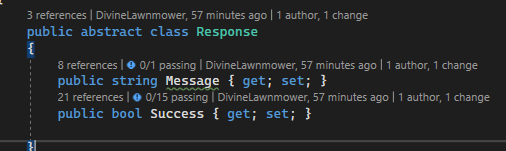 {
3 references | DivineLawnmower, 57 minutes ago | 1 author, 1 change
public abstract class Response
{
8 references | 0/1 passing | DivineLawnmower, 57 minutes ago | 1 author, 1 change
public string Message { get; set; }
21 references | 0/15 passing | DivineLawnmower, 57 minutes ago | 1 author, 1 change
public bool Success { get; set; }
}